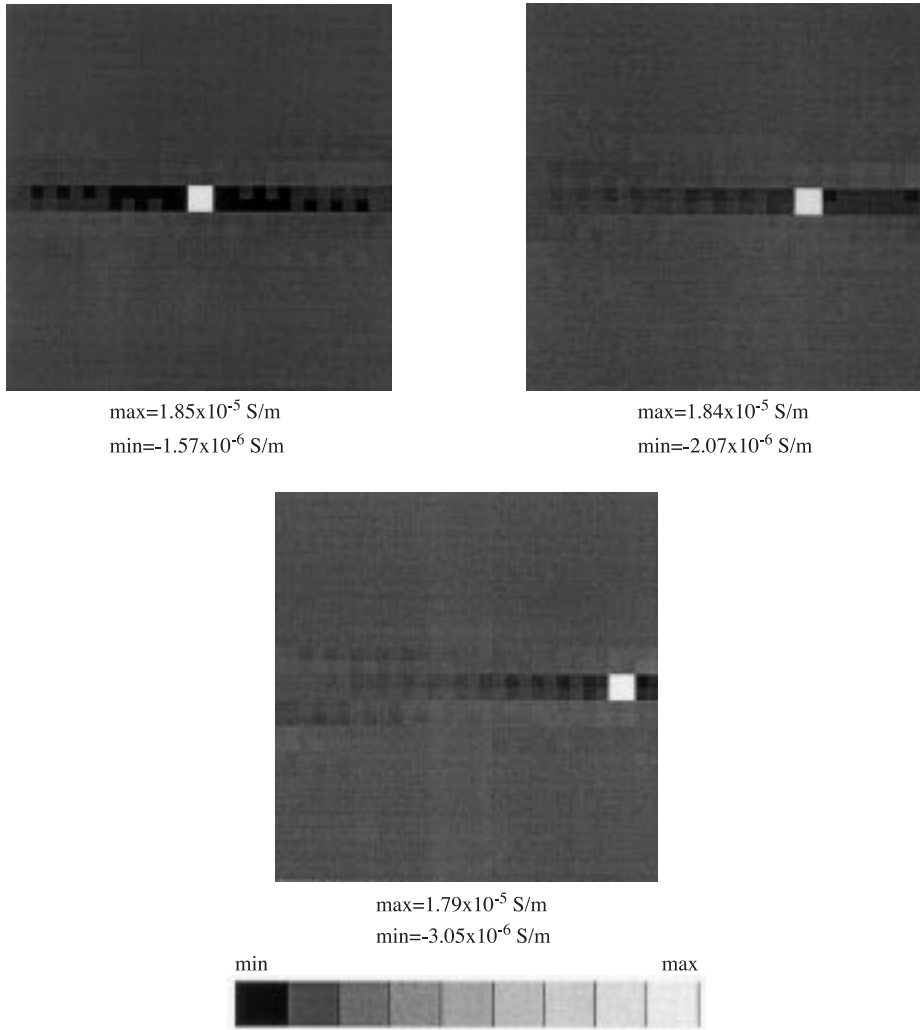 max=1.85x10⁻⁵ S/m
min=-1.57x10⁻⁶ S/m
max=1.84x10⁻⁵ S/m
min=-2.07x10⁻⁶ S/m
max=1.79x10⁻⁵ S/m
min=-3.05x10⁻⁶ S/m
min max